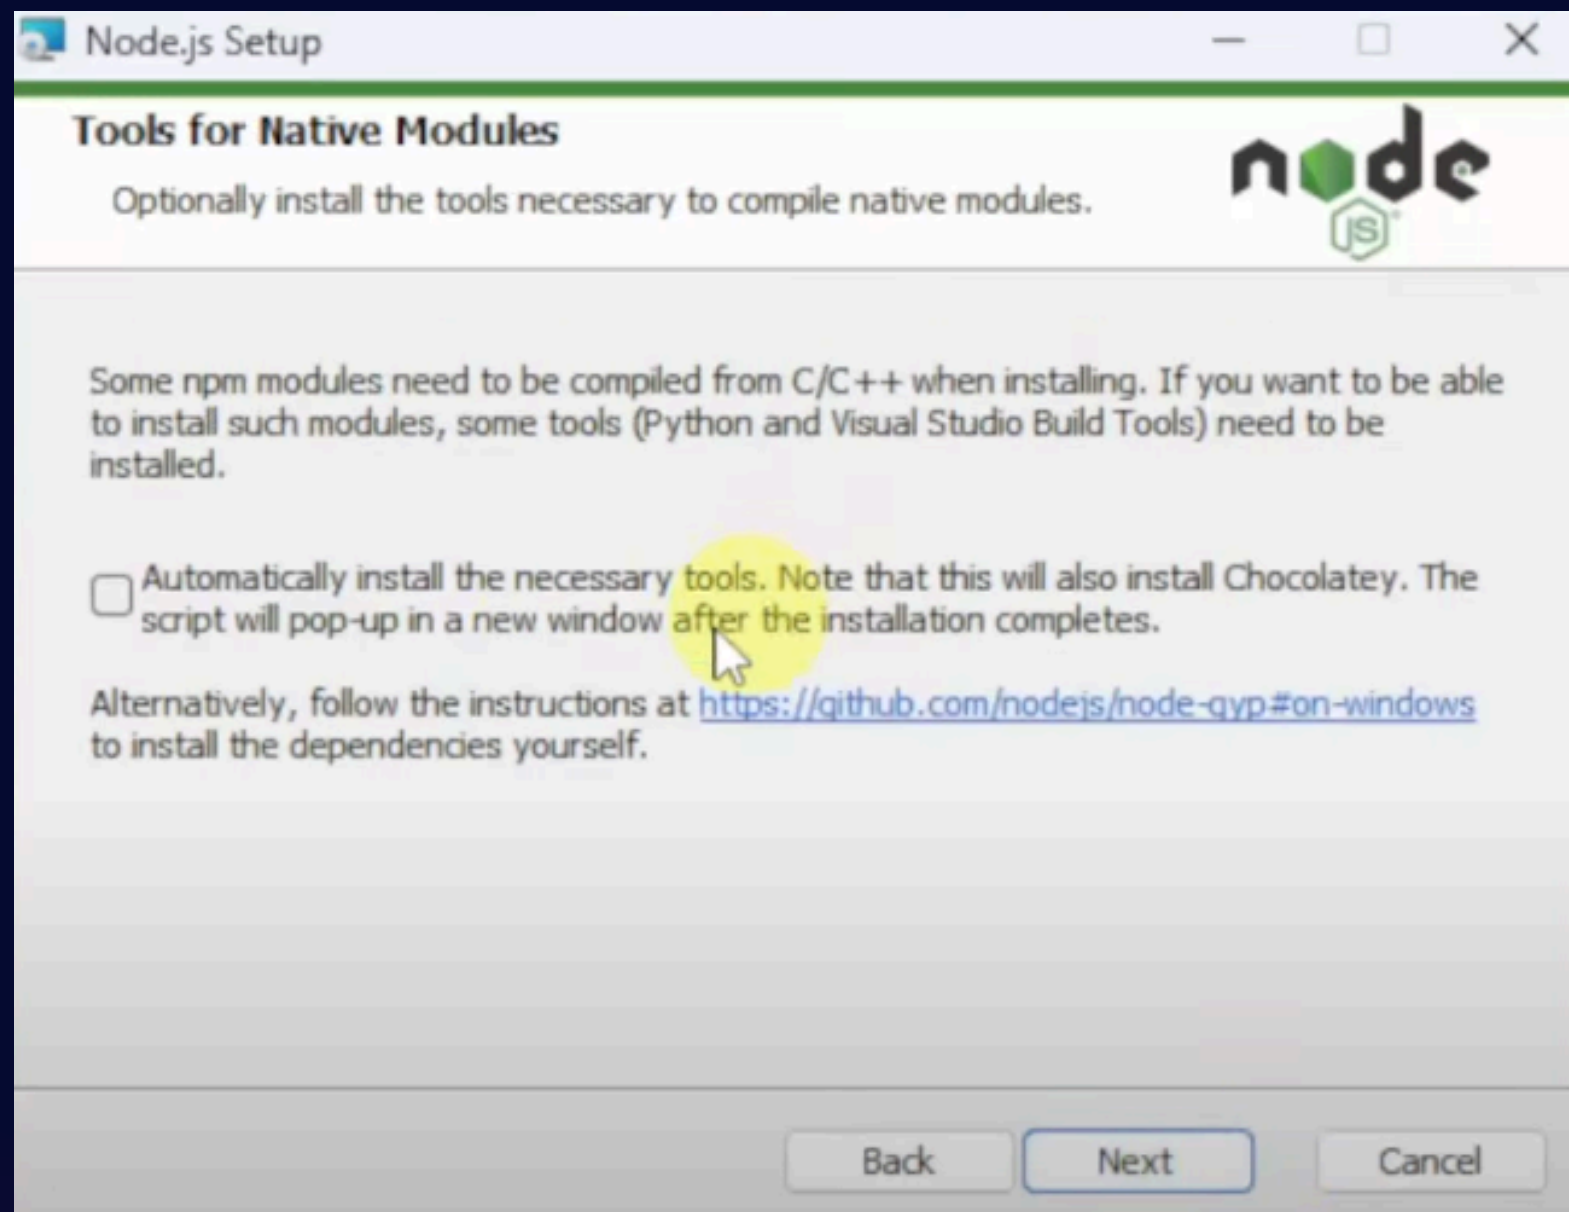 Node.js Setup
Tools for Native Modules
Optionally install the tools necessary to compile native modules.
node
JS
Some npm modules need to be compiled from C/C++ when installing. If you want to be able
to install such modules, some tools (Python and Visual Studio Build Tools) need to be
installed.
Automatically install the necessary tools. Note that this will also install Chocolatey. The
script will pop-up in a new window after the installation completes.
Alternatively, follow the instructions at https://github.com/nodejs/node-gyp#on-windows
to install the dependencies yourself.
Back Next Cancel